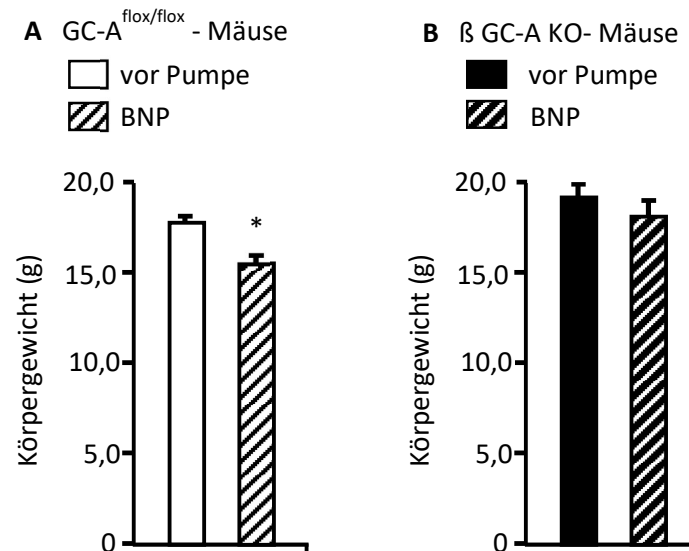 A GC-A flox/flox - Mäuse
vor Pumpe
BNP
20,0
15,0
10,0
5,0
0
Körpergewicht (g)
*
B ß GC-A KO- Mäuse
vor Pumpe
BNP
20,0
15,0
10,0
5,0
0
Körpergewicht (g)